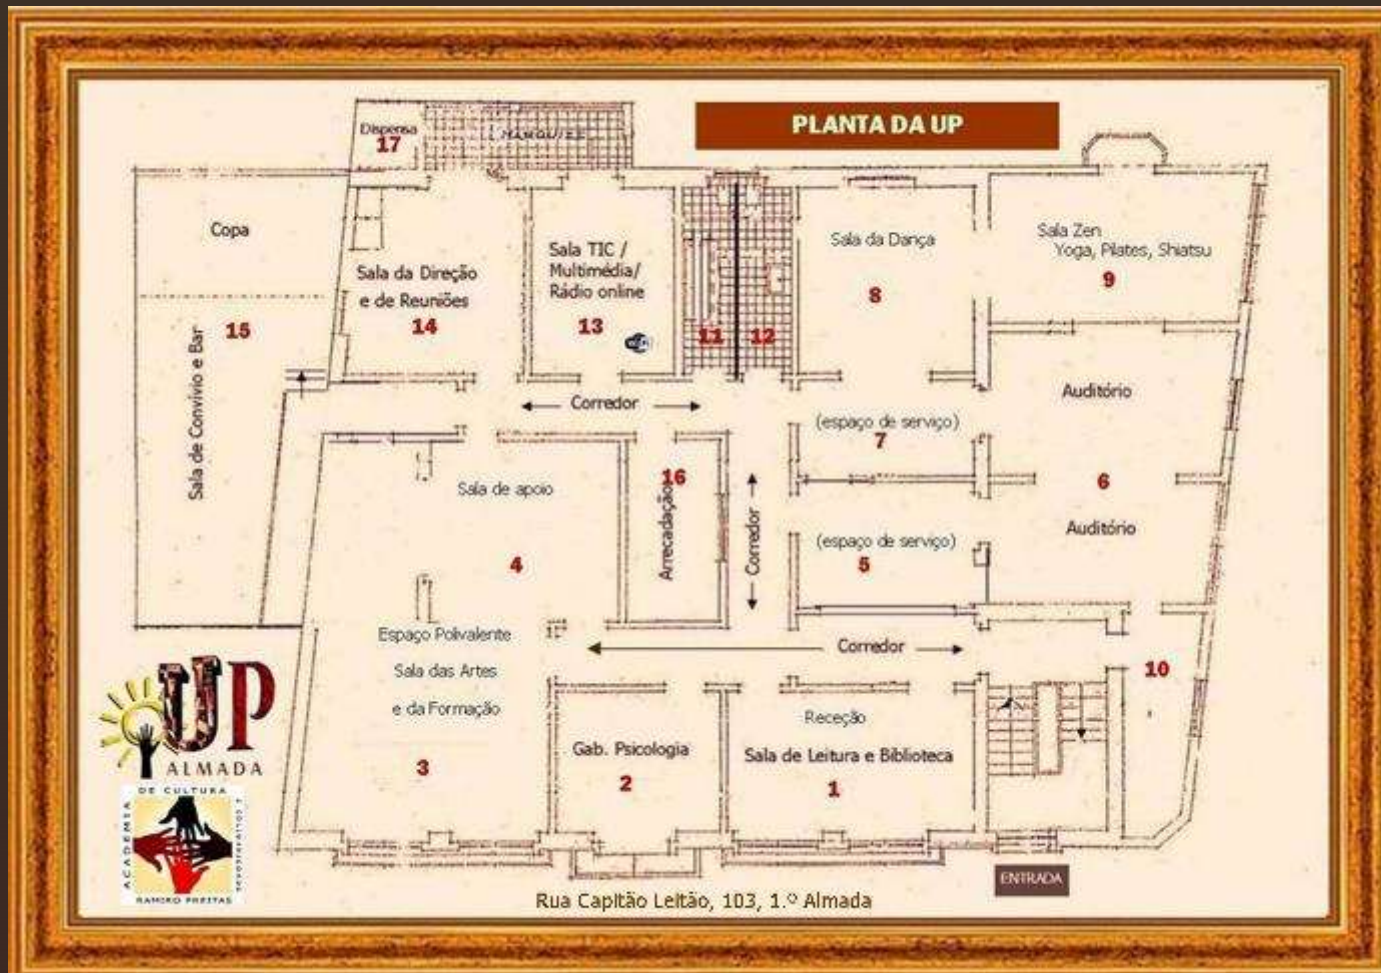 PLANTA DA UP
Dispensa
17
MARQUISE
Copa
Sala de Convívio e Bar
15
Sala da Direção
e de Reuniões
14
Sala TIC /
Multimédia/
Rádio online
13
11
12
Sala da Dança
8
Sala Zen
Yoga, Pilates, Shiatsu
9
Corredor
(espaço de serviço)
7
Auditório
6
Auditório
Sala de apoio
4
16
Arrecadação
Corredor
(espaço de serviço)
5
Espaço Polivalente
Sala das Artes
e da Formação
3
Corredor
10
Gab. Psicologia
2
Receção
Sala de Leitura e Biblioteca
1
ENTRADA
UP
ALMADA
ACADEMIA
DE CULTURA
RAMIRO FREITAS
Rua Capitão Leitão, 103, 1.º Almada